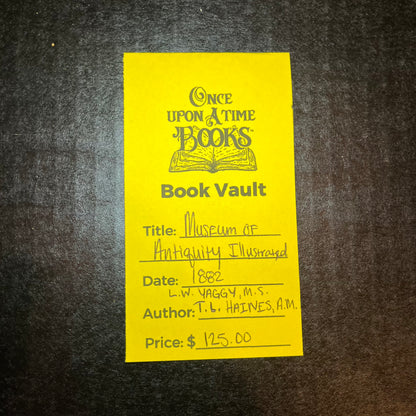 Once
upon A Time
Books
Book Vault
Title: Museum of
Antiquity Illustrated
Date: 1882
L.W. YAGGY, M.S.
Author: T.L. HAINES, A.M.
Price: $ 125.00